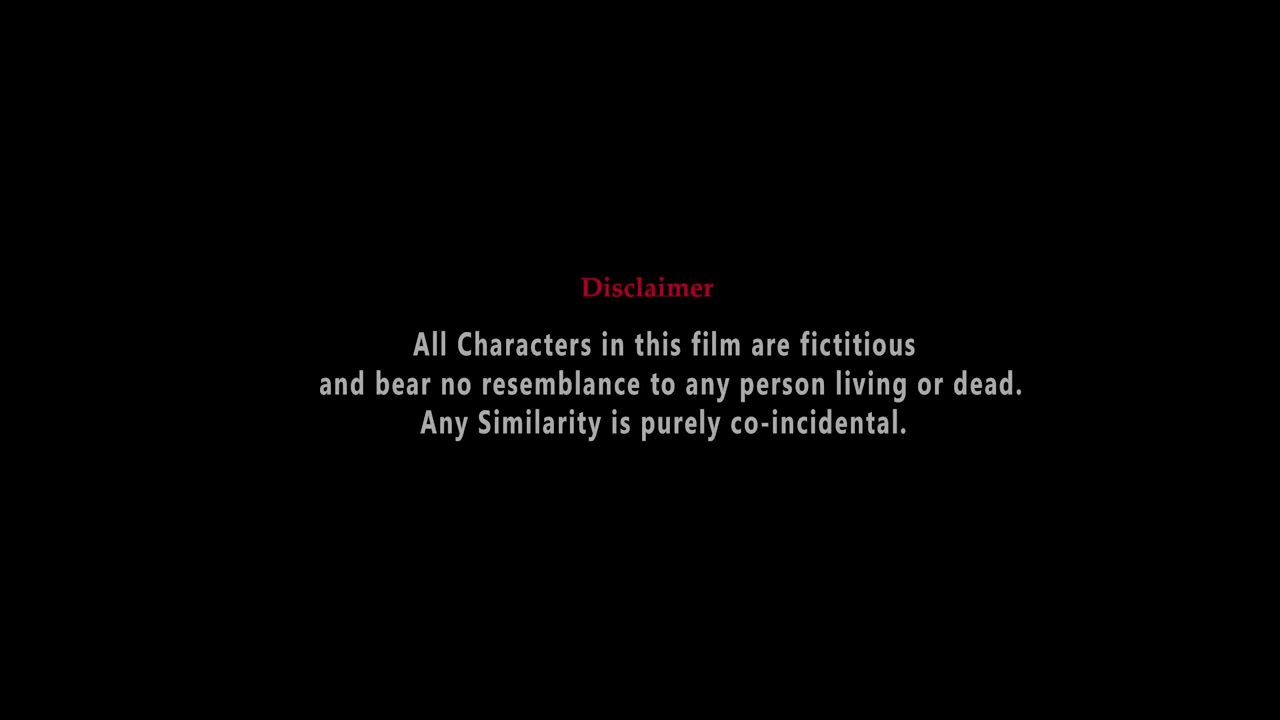 Disclaimer
All Characters in this film are fictitious
and bear no resemblance to any person living or dead.
Any Similarity is purely co-incidental.